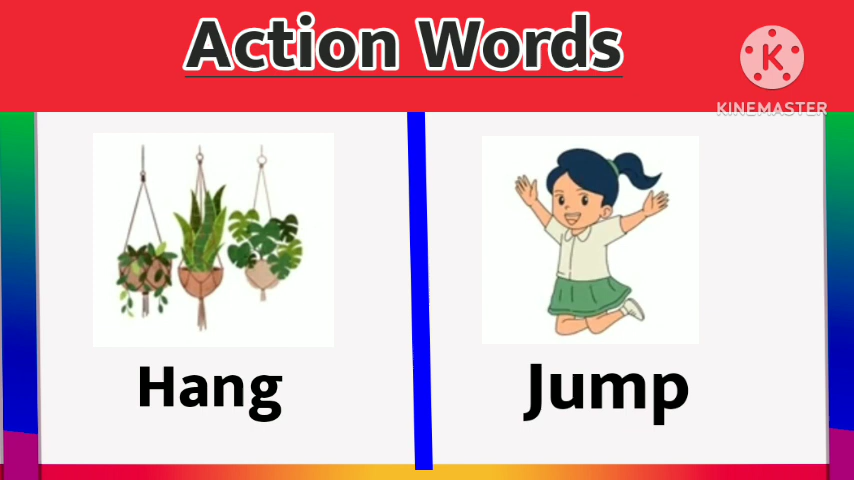 Action Words
K
KINEMASTER
Hang
Jump